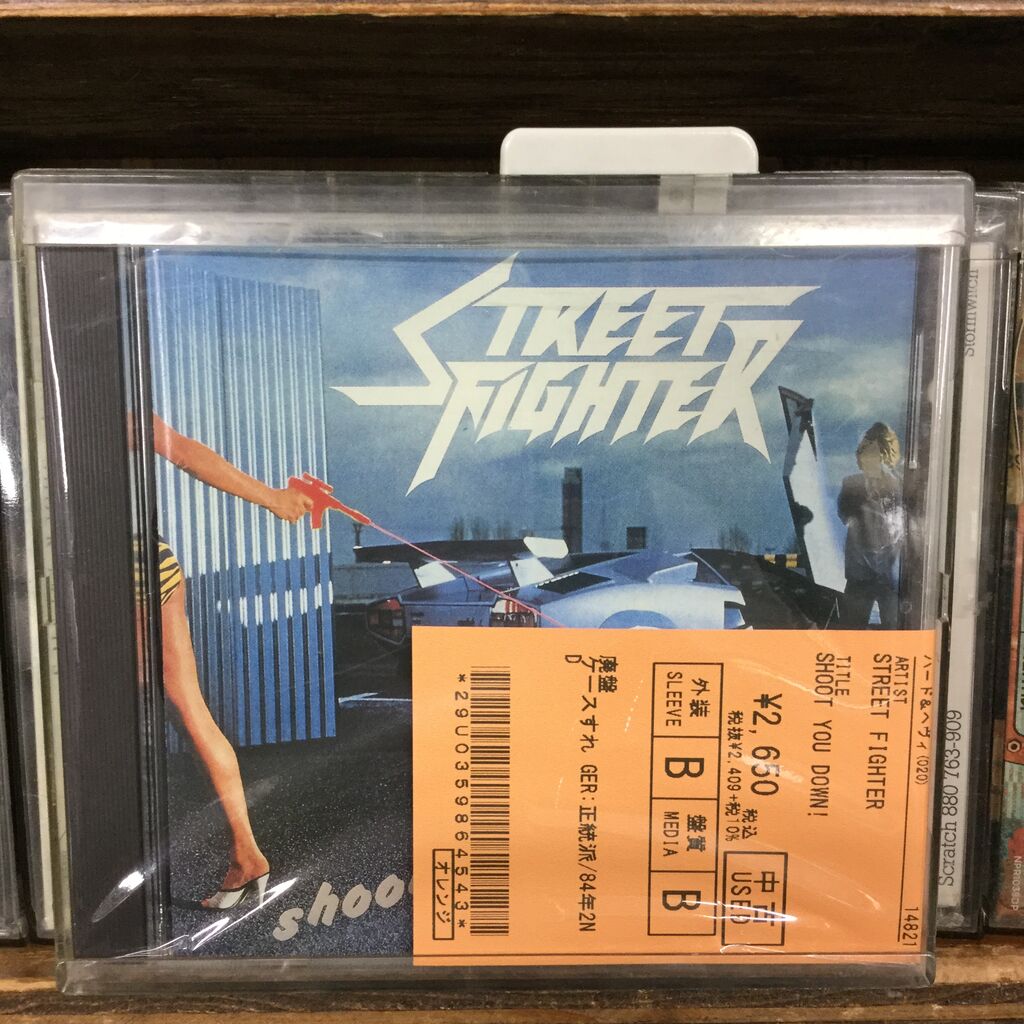 STREET
FIGHTER
shoo
ハード&ヘヴィ(020)
14821
ARTIST
STREET FIGHTER
TITLE
SHOOT YOU DOWN!
¥2,650 税込
税抜¥2,409+税10%
中古
USED
外装
SLEEVE
B
盤質
MEDIA
B
廃盤
ケースすれ GER:正統派/84年2N
D
*29U0359864543*
オレンジ
Stormwitch
Scratch 880 763-909